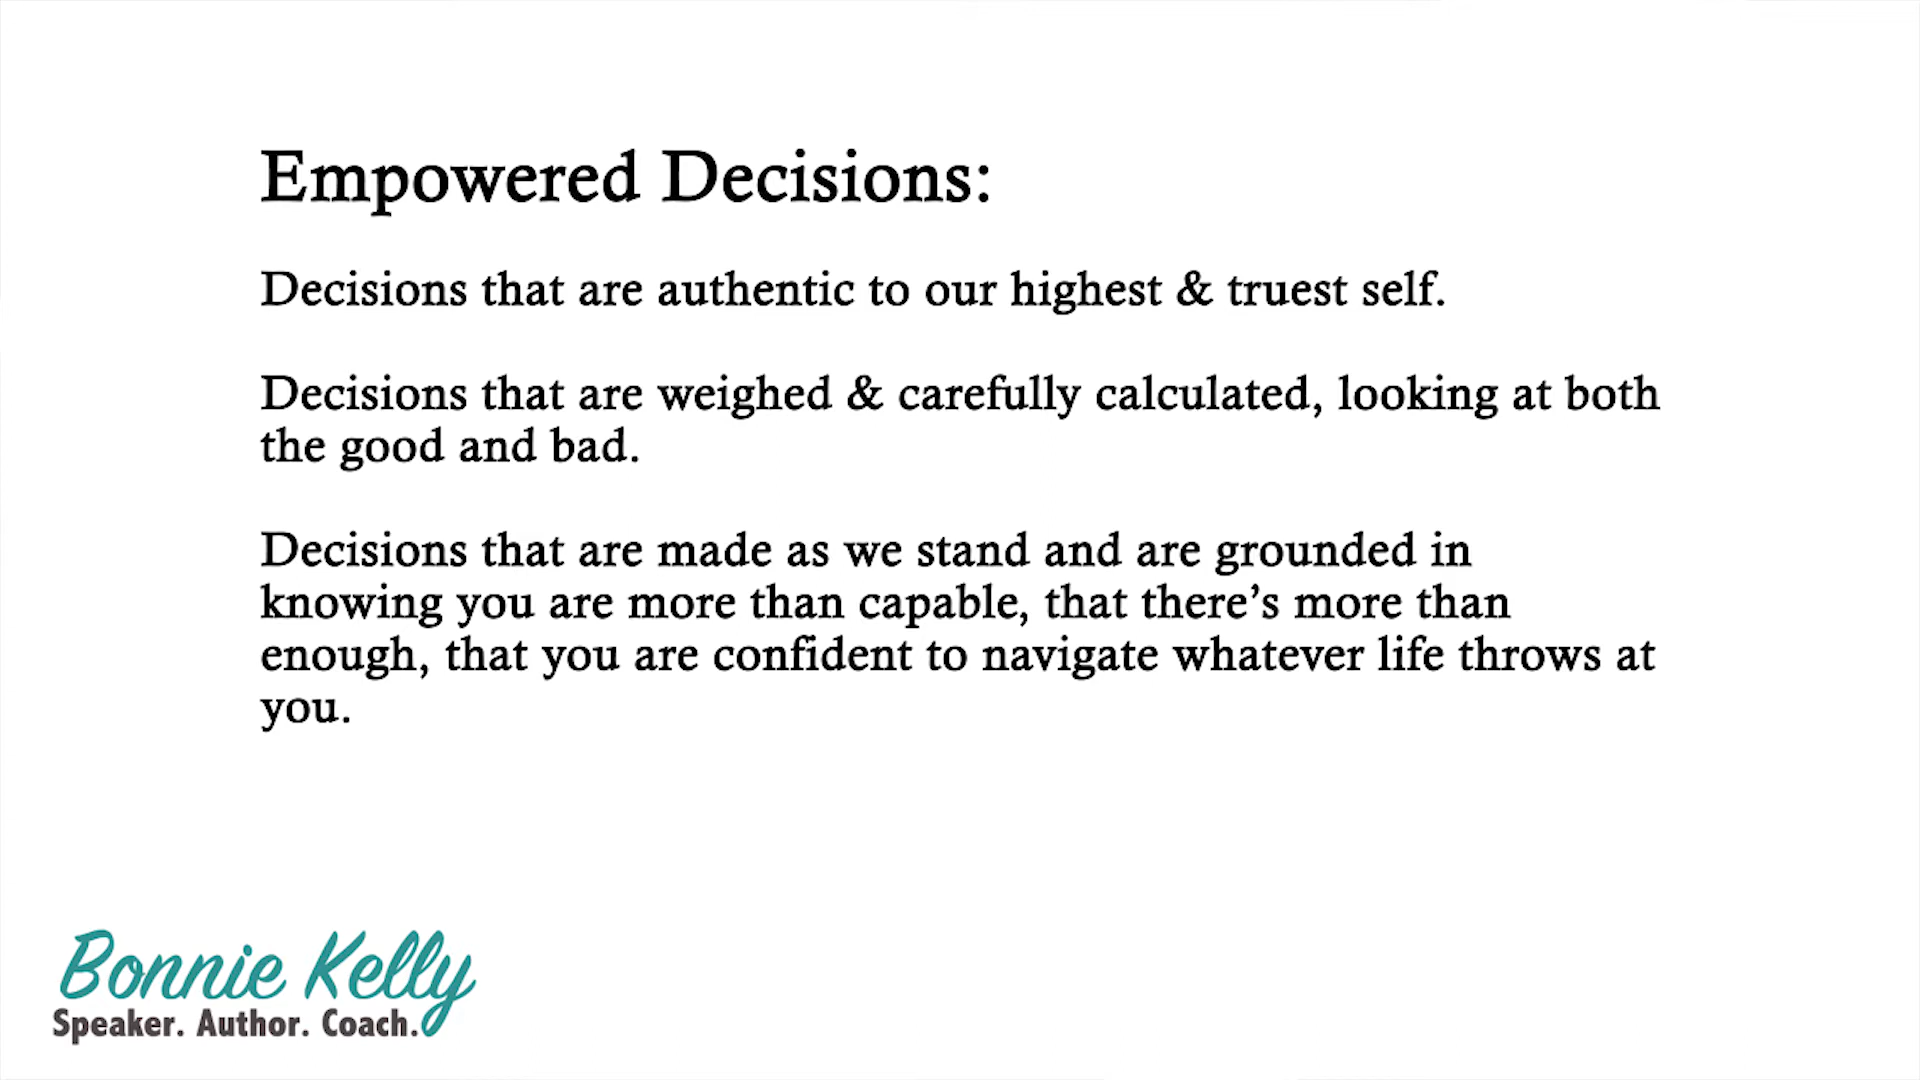 Empowered Decisions:
Decisions that are authentic to our highest & truest self.
Decisions that are weighed & carefully calculated, looking at both
the good and bad.
Decisions that are made as we stand and are grounded in
knowing you are more than capable, that there’s more than
enough, that you are confident to navigate whatever life throws at
you.
Bonnie Kelly
Speaker. Author. Coach.